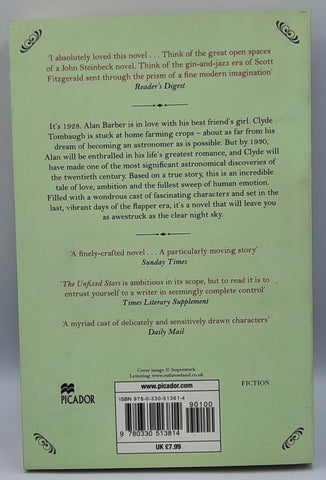 'I absolutely loved this novel . . . Think of the great open spaces
of a John Steinbeck novel. Think of the gin-and-jazz era of Scott
Fitzgerald sent through the prism of a fine modern imagination'
Reader's Digest
It's 1928. Alan Barber is in love with his best friend's girl. Clyde
Tombaugh is stuck at home farming crops – about as far from his
dream of becoming an astronomer as is possible. But by 1930,
Alan will be enthralled in his life's greatest romance, and Clyde will
have made one of the most significant astronomical discoveries of
the twentieth century. Based on a true story, this is an incredible
tale of love, ambition and the fullest sweep of human emotion.
Filled with a wondrous cast of fascinating characters and set in the
last, vibrant days of the flapper era, it's a novel that will leave you
as awestruck as the clear night sky.
'A finely-crafted novel . . . A particularly moving story'
Sunday Times
'The Unfixed Stars is ambitious in its scope, but to read it is to
entrust yourself to a writer in seemingly complete control'
Times Literary Supplement
'A myriad cast of delicately and sensitively drawn characters'
Daily Mail
Cover image © Superstock
Lettering: www.ruthrowland.co.uk
PICADOR
www.picador.com
FICTION
ISBN 978-0-330-51381-4
90100
9 780330 513814
UK £7.99